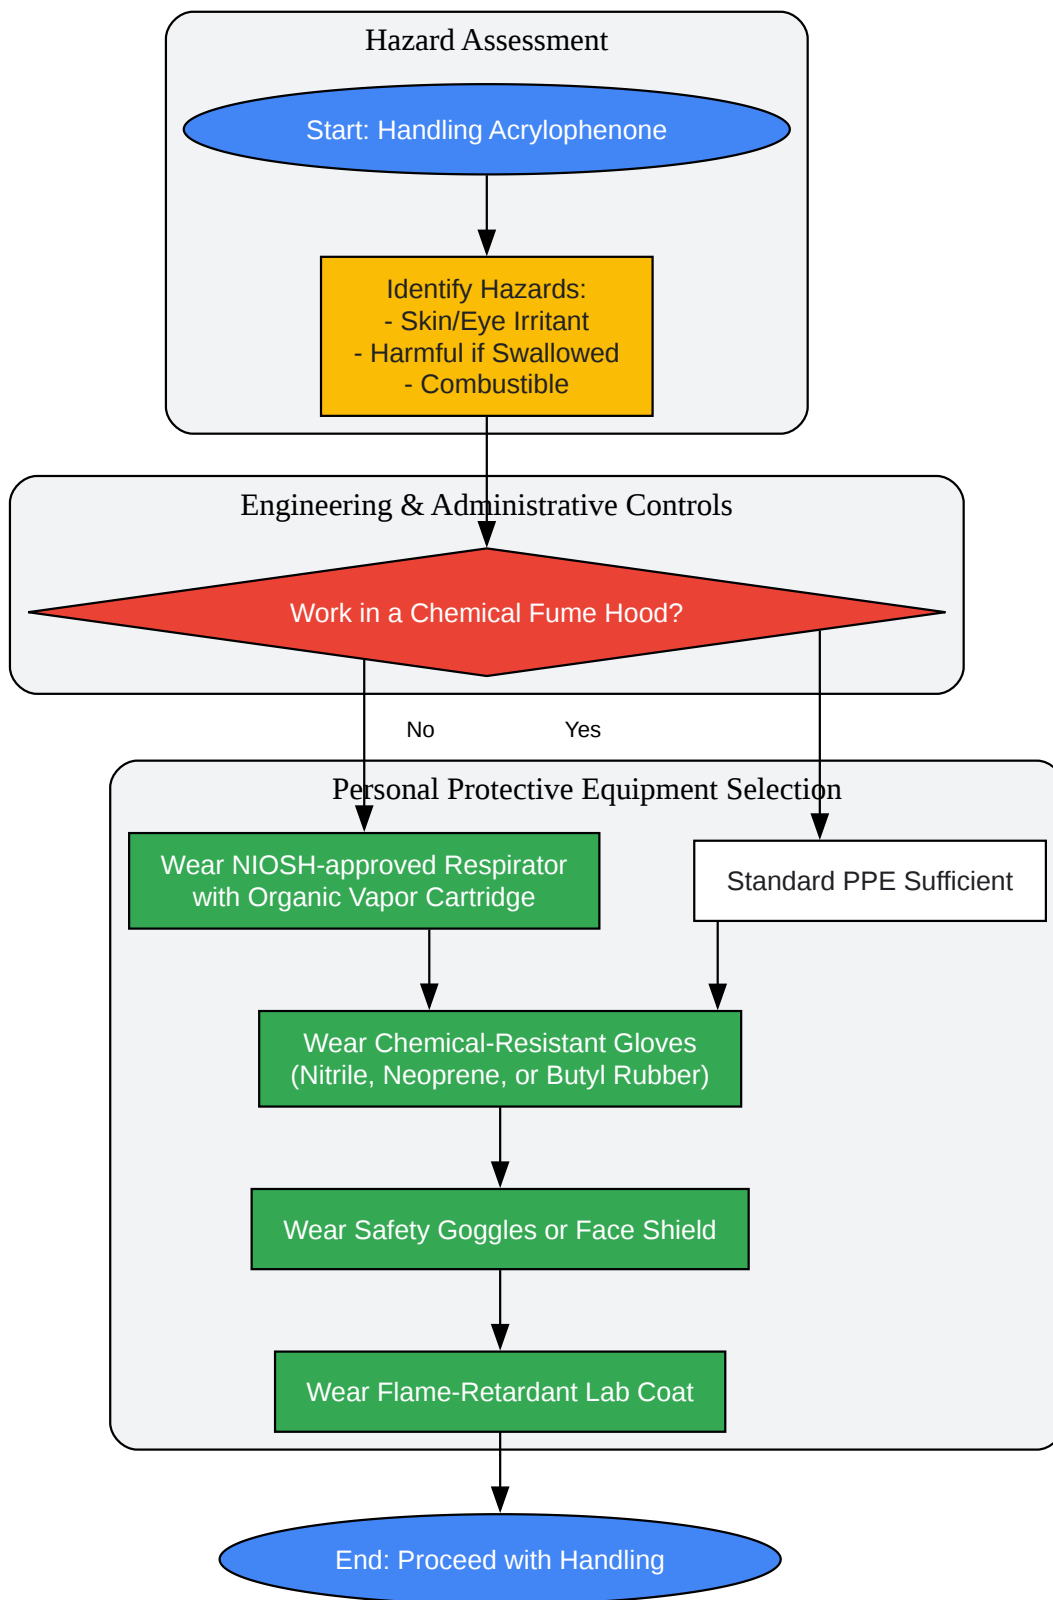 Hazard Assessment
Start: Handling Acrylophenone
Identify Hazards:
- Skin/Eye Irritant
- Harmful if Swallowed
- Combustible
Engineering & Administrative Controls
Work in a Chemical Fume Hood?
No
Yes
Personal Protective Equipment Selection
Wear NIOSH-approved Respirator
with Organic Vapor Cartridge
Standard PPE Sufficient
Wear Chemical-Resistant Gloves
(Nitrile, Neoprene, or Butyl Rubber)
Wear Safety Goggles or Face Shield
Wear Flame-Retardant Lab Coat
End: Proceed with Handling